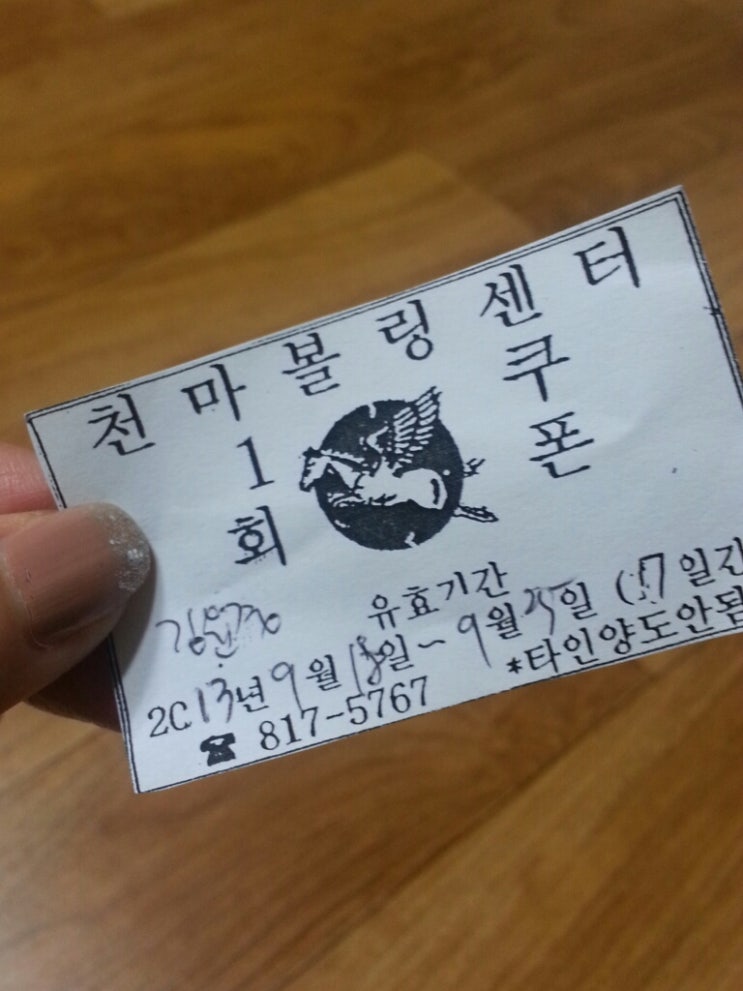 천마볼링센터
1회 쿠폰
유효기간
2013년 9월 18일~9월 25일 (7일간
*타인양도안됨
☎ 817-5767